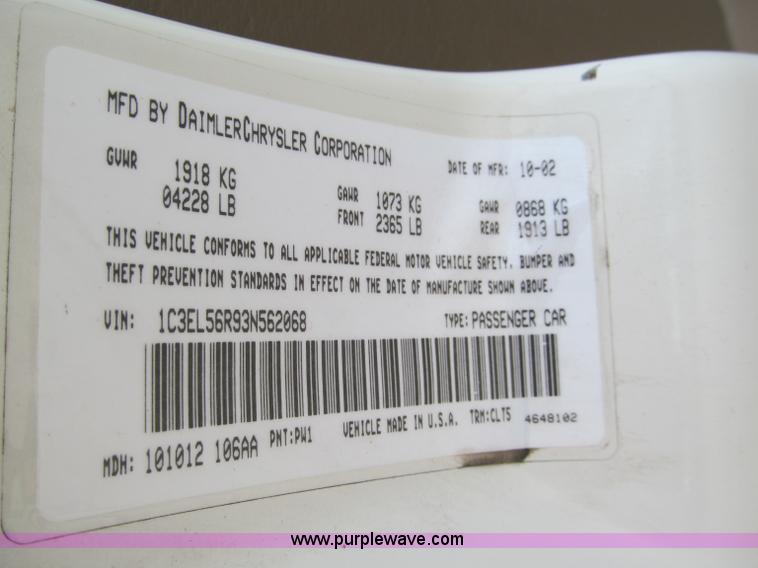 MFD BY DAIMLERCHRYSLER CORPORATION
DATE OF MFR: 10-02
GVWR 1918 KG 04228 LB
GAWR FRONT 1073 KG 2365 LB
GAWR REAR 0868 KG 1913 LB
THIS VEHICLE CONFORMS TO ALL APPLICABLE FEDERAL MOTOR VEHICLE SAFETY, BUMPER AND
THEFT PREVENTION STANDARDS IN EFFECT ON THE DATE OF MANUFACTURE SHOWN ABOVE.
VIN: 1C3EL56R93N562068 TYPE: PASSENGER CAR
MDH: 101012 106AA PNT:PW1 VEHICLE MADE IN U.S.A. TRM:CLT5 4648102
www.purplewave.com